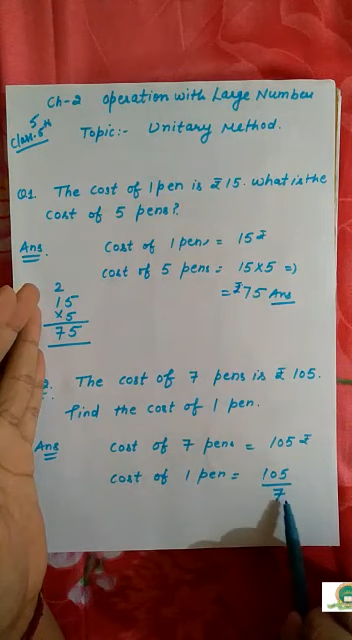 Ch-2 operation with Large Number
5
Class-5th
Topic:- Unitary Method.
Q1. The cost of 1 pen is ₹15. What is the
cost of 5 pens?
Ans. cost of 1 pens = 15₹
cost of 5 pens = 15×5 =)
= ₹75 Ans
2
15
×5
75
2. The cost of 7 pens is ₹105.
Find the cost of 1 pen.
Ans cost of 7 pens = 105₹
cost of 1 pen = 105
7